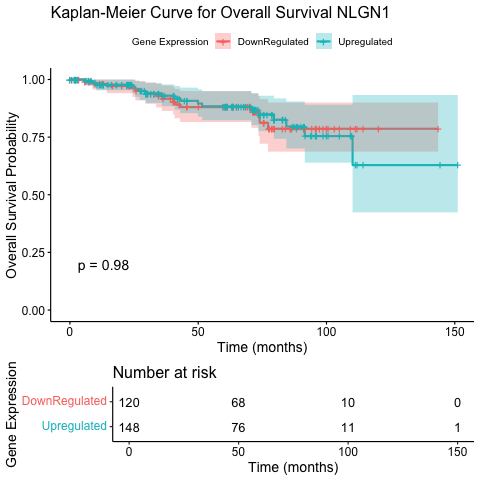 Kaplan-Meier Curve for Overall Survival NLGN1
Gene Expression DownRegulated Upregulated
Overall Survival Probability
1.00
0.75
0.50
0.25
0.00
p = 0.98
0 50 100 150
Time (months)
Number at risk
Gene Expression
DownRegulated 120 68 10 0
Upregulated 148 76 11 1
0 50 100 150
Time (months)